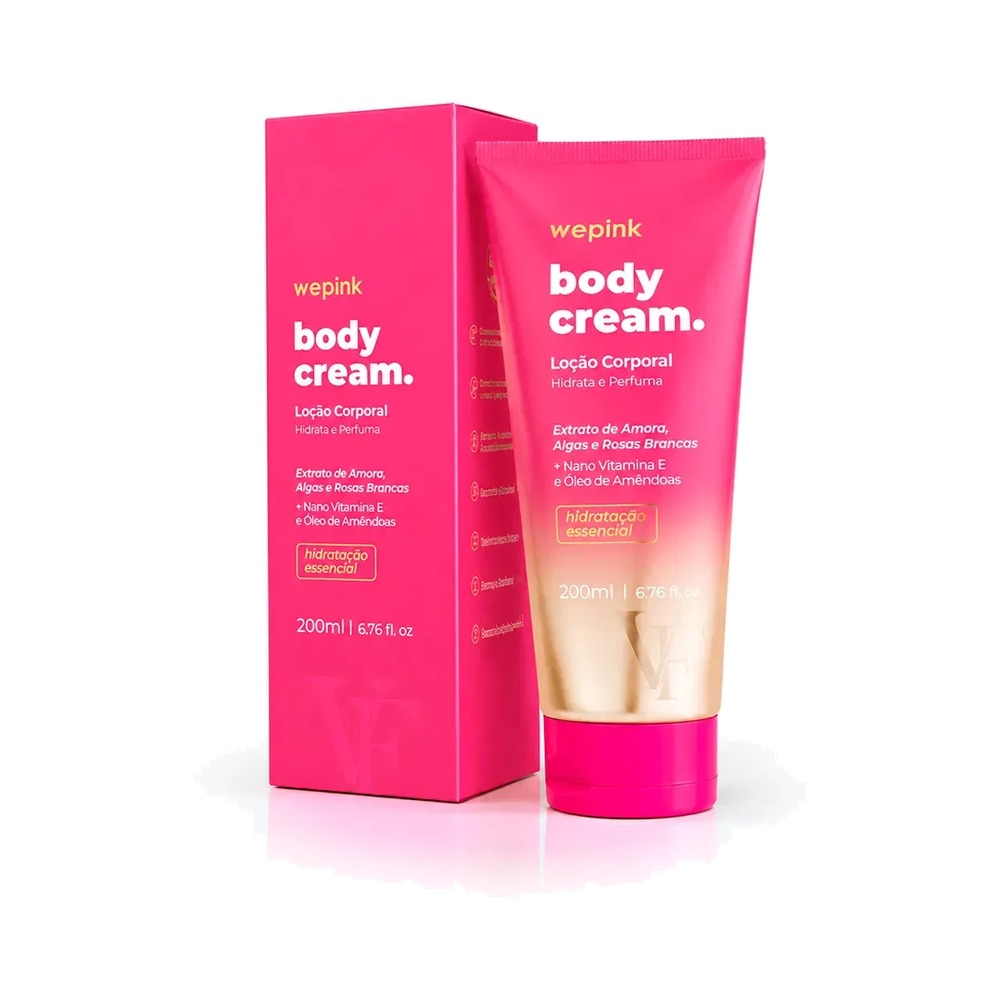 wepink
body
cream.
Loção Corporal
Hidrata e Perfuma
Extrato de Amora,
Algas e Rosas Brancas
+ Nano Vitamina E
e Óleo de Amêndoas
hidratação
essencial
200ml | 6.76 fl. oz
VF
wepink
body
cream.
Loção Corporal
Hidrata e Perfuma
Extrato de Amora,
Algas e Rosas Brancas
+ Nano Vitamina E
e Óleo de Amêndoas
hidratação
essencial
200ml | 6.76 fl. oz
VF